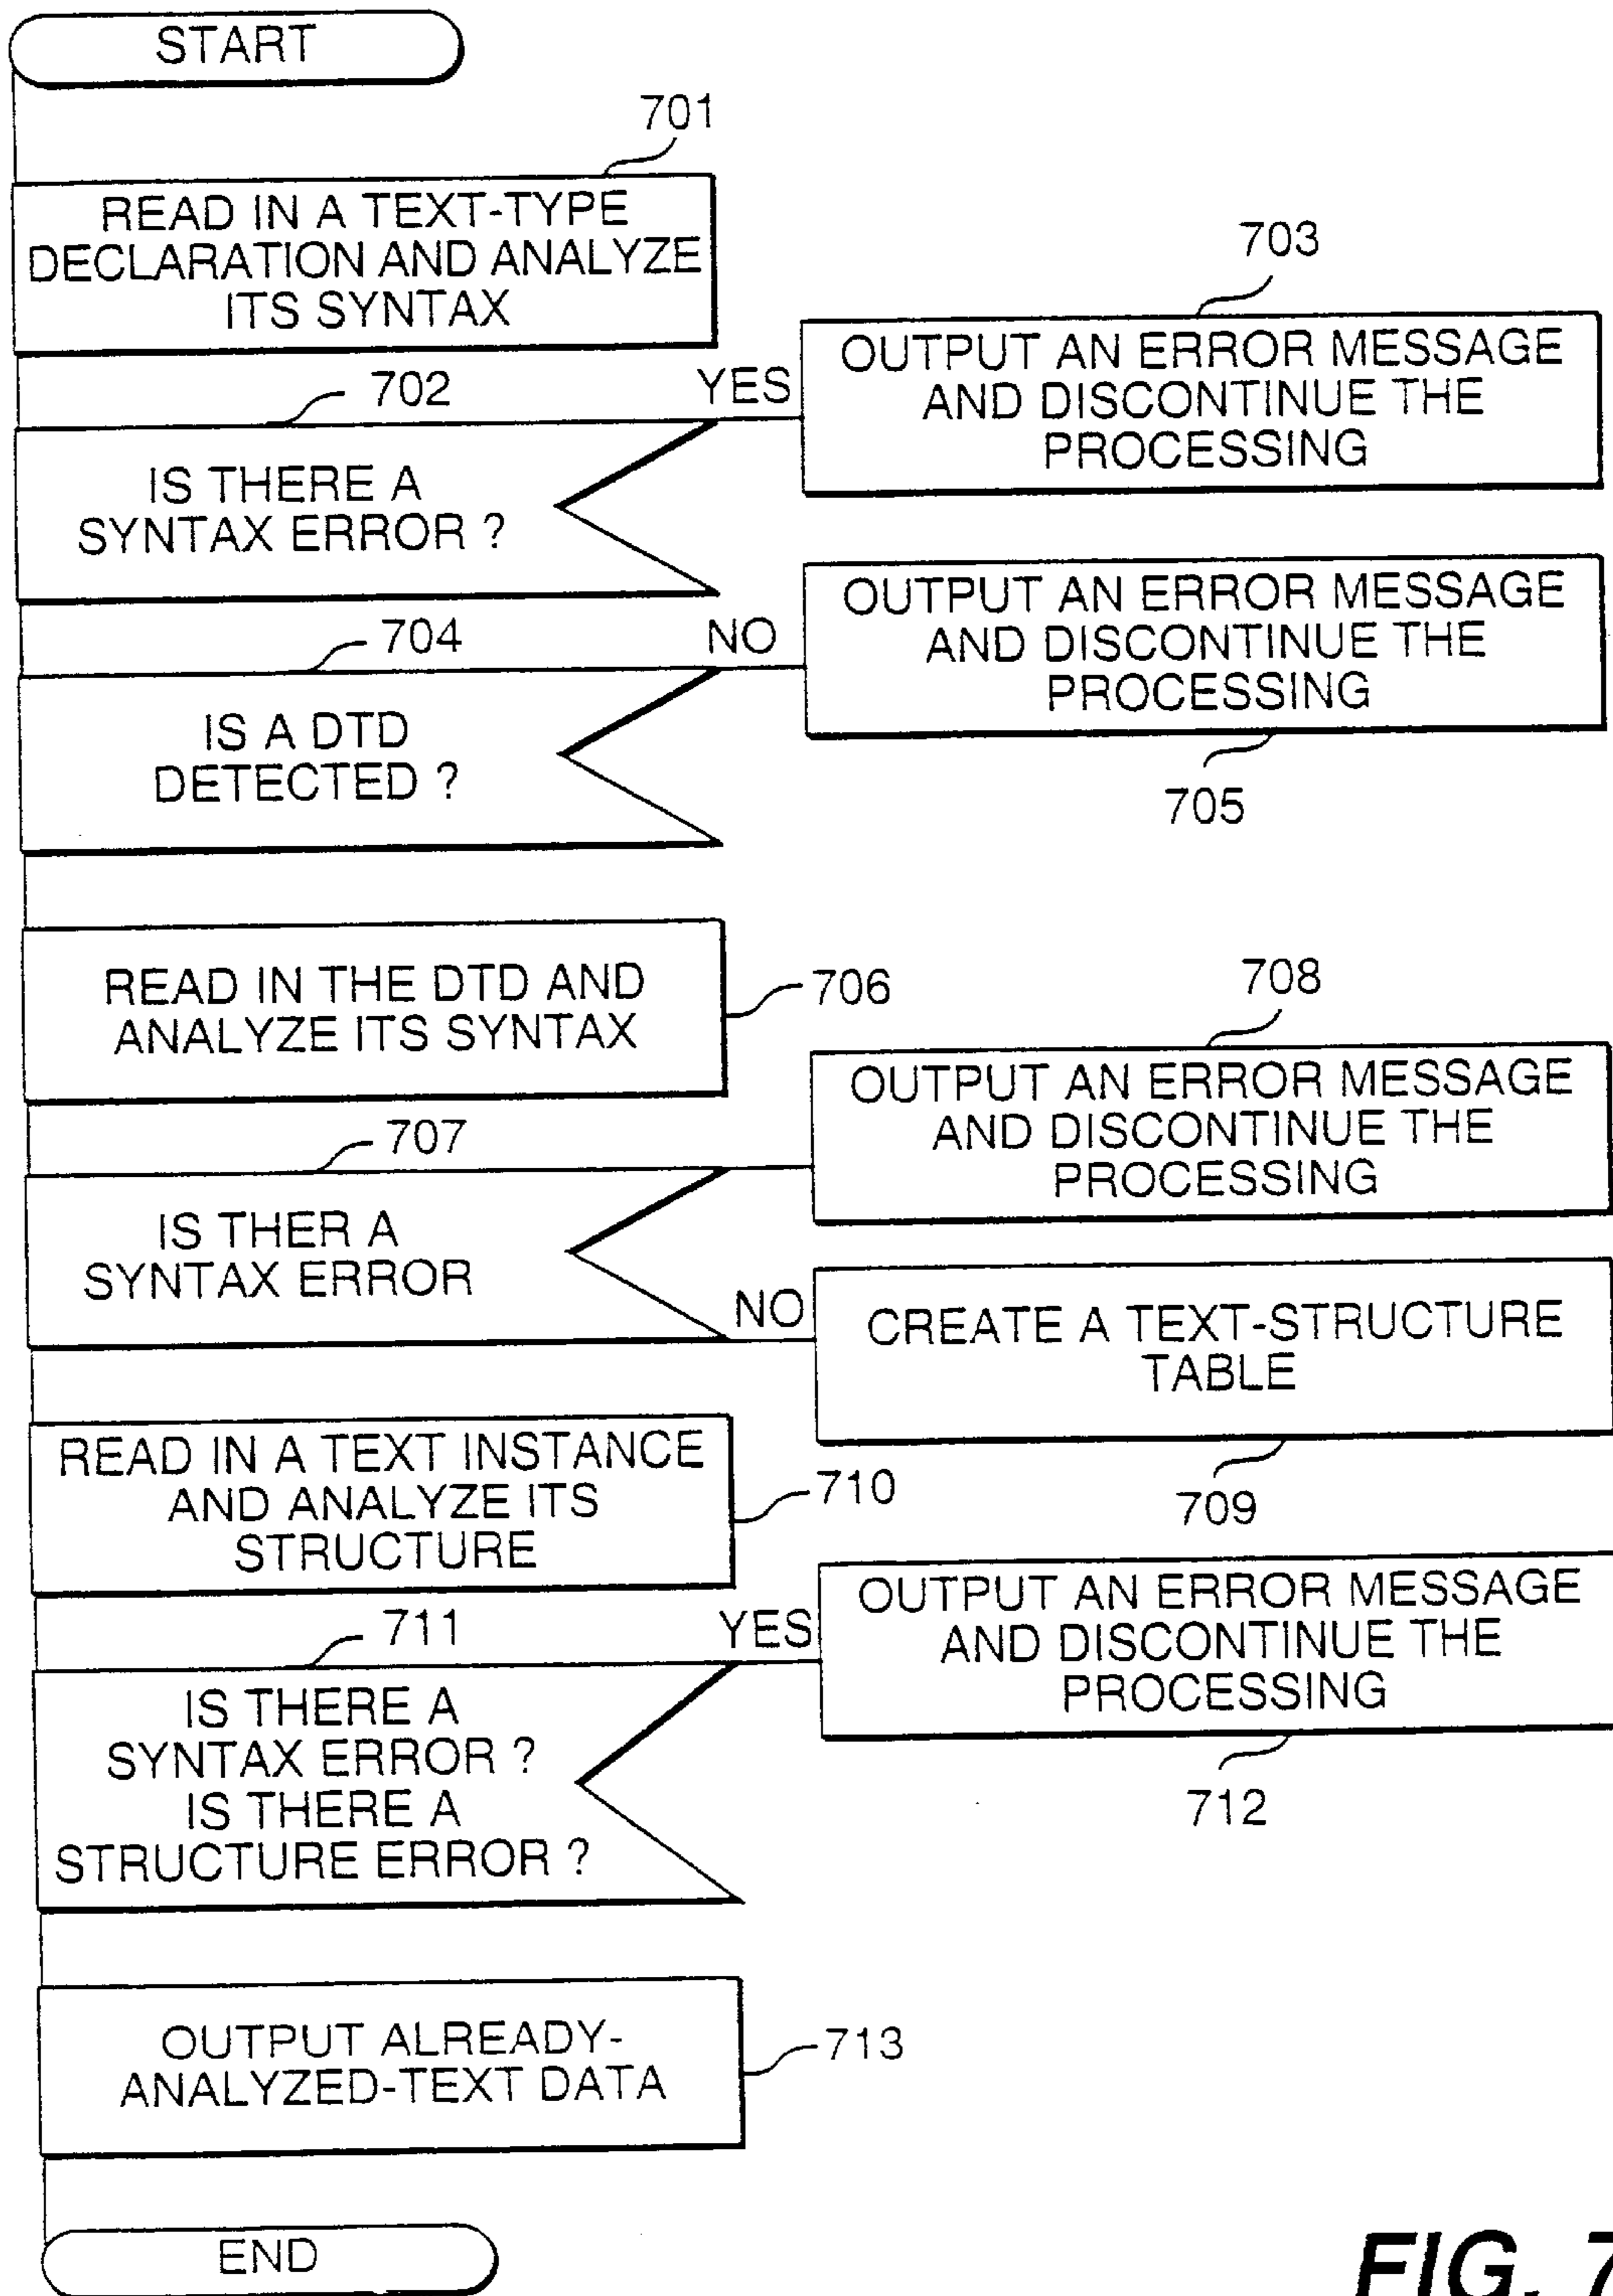 START
701
READ IN A TEXT-TYPE
DECLARATION AND ANALYZE
ITS SYNTAX
703
OUTPUT AN ERROR MESSAGE
AND DISCONTINUE THE
PROCESSING
702
YES
IS THERE A
SYNTAX ERROR ?
704
NO
OUTPUT AN ERROR MESSAGE
AND DISCONTINUE THE
PROCESSING
705
IS A DTD
DETECTED ?
READ IN THE DTD AND
ANALYZE ITS SYNTAX
706
708
OUTPUT AN ERROR MESSAGE
AND DISCONTINUE THE
PROCESSING
707
IS THER A
SYNTAX ERROR
NO
CREATE A TEXT-STRUCTURE
TABLE
709
READ IN A TEXT INSTANCE
AND ANALYZE ITS
STRUCTURE
710
711
YES
OUTPUT AN ERROR MESSAGE
AND DISCONTINUE THE
PROCESSING
712
IS THERE A
SYNTAX ERROR ?
IS THERE A
STRUCTURE ERROR ?
OUTPUT ALREADY-
ANALYZED-TEXT DATA
713
END
FIG. 7